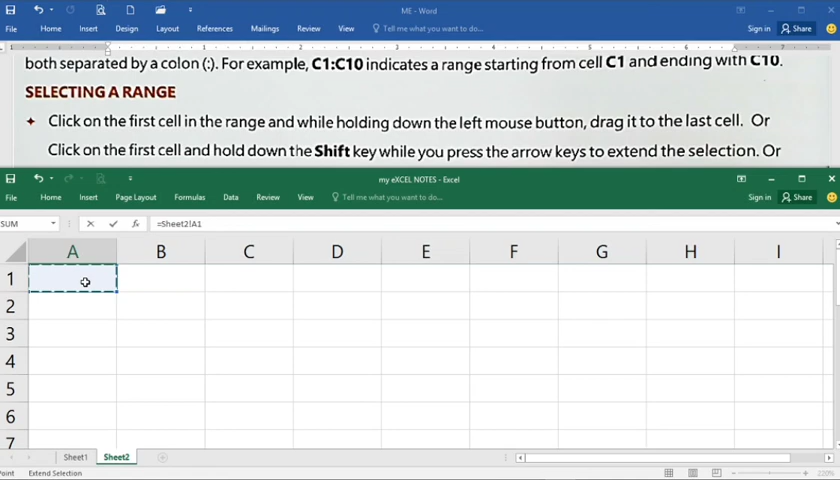 ME - Word
File Home Insert Design Layout References Mailings Review View Tell me what you want to do... Sign in Share
both separated by a colon (:). For example, C1:C10 indicates a range starting from cell C1 and ending with C10.
SELECTING A RANGE
Click on the first cell in the range and while holding down the left mouse button, drag it to the last cell. Or
Click on the first cell and hold down the Shift key while you press the arrow keys to extend the selection. Or
my eXCEL NOTES - Excel
File Home Insert Page Layout Formulas Data Review View Tell me what you want to do... Sign in Share
SUM fx =Sheet2!A1
A B C D E F G H I
1
2
3
4
5
6
7
Sheet1 Sheet2
Point Extend Selection 220%